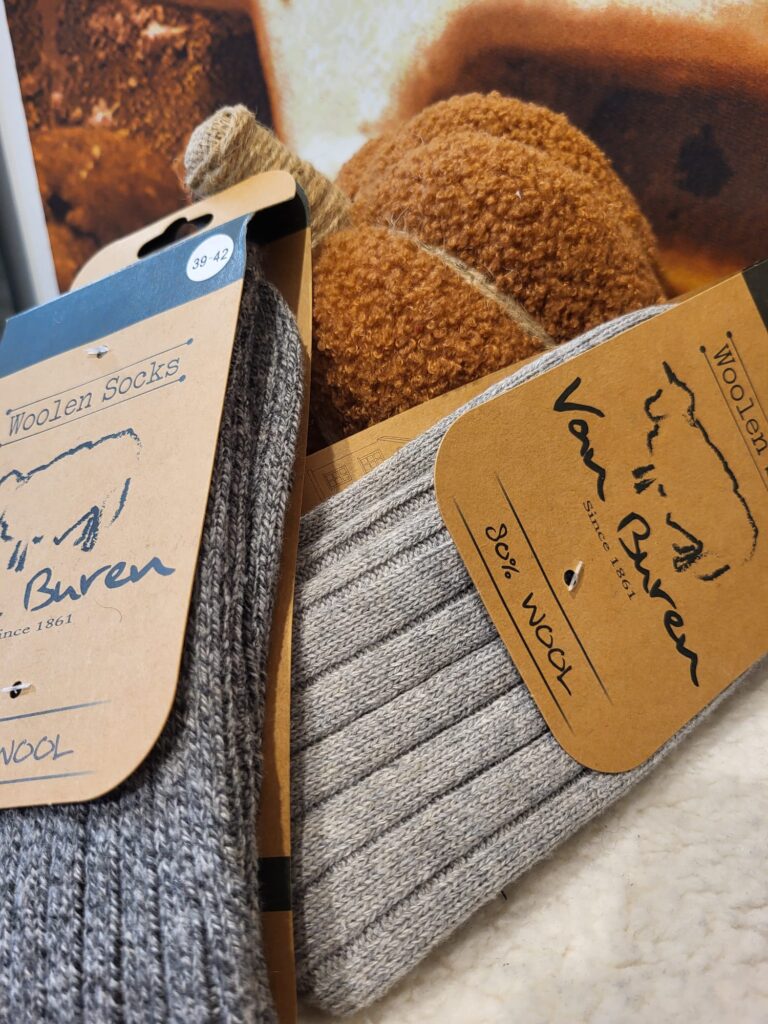 39-42
Woolen Socks
Buren
Since 1861
WOOL
Woolen
Van Buren
Since 1861
80% WOOL